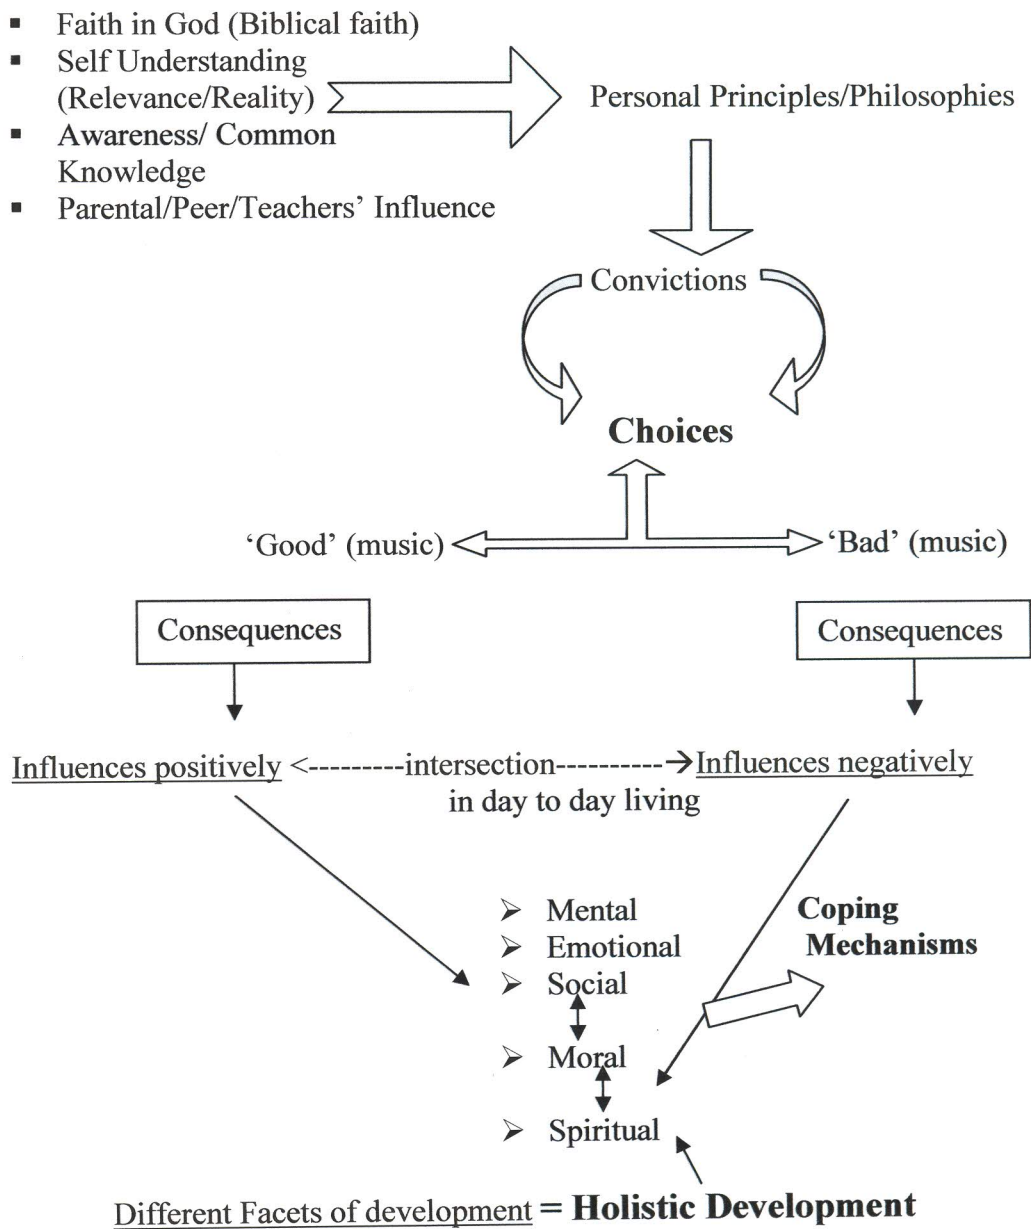 ▪ Faith in God (Biblical faith)
▪ Self Understanding
(Relevance/Reality)
▪ Awareness/ Common
Knowledge
▪ Parental/Peer/Teachers' Influence
Personal Principles/Philosophies
Convictions
Choices
‘Good’ (music)
‘Bad’ (music)
Consequences
Consequences
Influences positively <--------intersection----------→Influences negatively
in day to day living
➢ Mental
➢ Emotional
➢ Social
➢ Moral
➢ Spiritual
Coping
Mechanisms
Different Facets of development = Holistic Development